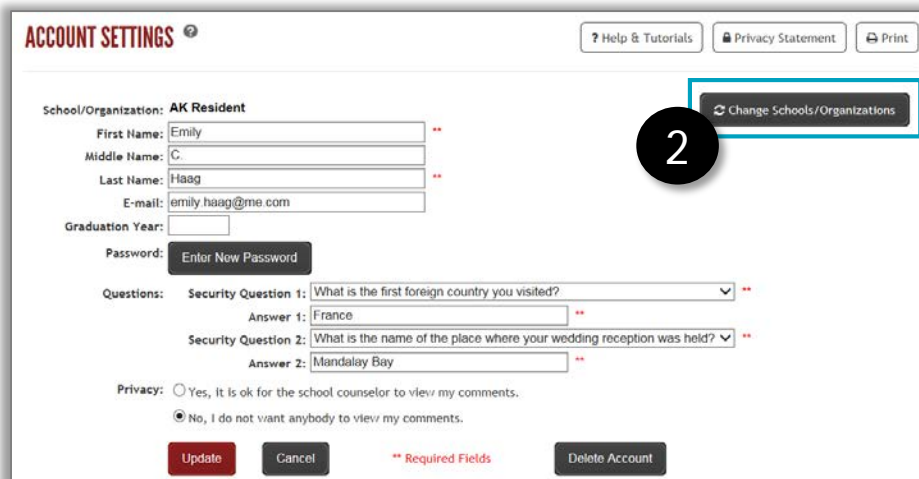 ACCOUNT SETTINGS ?
? Help & Tutorials
Privacy Statement
Print
School/Organization: AK Resident
Change Schools/Organizations
2
First Name: Emily **
Middle Name: C.
Last Name: Haag **
E-mail: emily.haag@me.com
Graduation Year:
Password: Enter New Password
Questions: Security Question 1: What is the first foreign country you visited? **
Answer 1: France **
Security Question 2: What is the name of the place where your wedding reception was held? **
Answer 2: Mandalay Bay **
Privacy: Yes, it is ok for the school counselor to view my comments.
No, I do not want anybody to view my comments.
Update Cancel ** Required Fields Delete Account